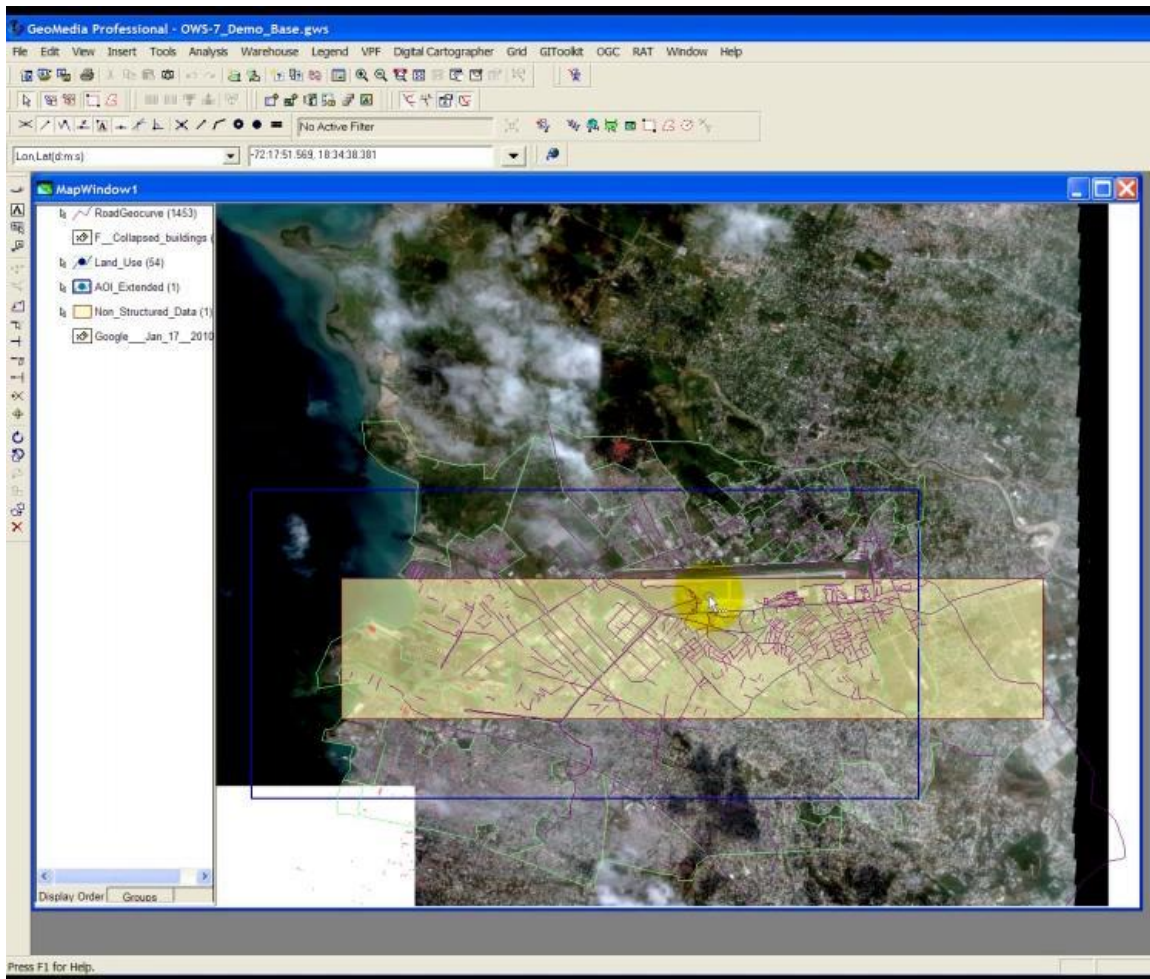 GeoMedia Professional - OWS-7_Demo_Base.gws
File Edit View Insert Tools Analysis Warehouse Legend VPF Digital Cartographer Grid GIToolkit OGC RAT Window Help
No Active Filter
Lon,Lat(d:m:s) -72:17:51.569, 18:34:38.381
MapWindow1
RoadGeocurve (1453)
F__Collapsed_buildings (
Land_Use (54)
AOI_Extended (1)
Non_Structured_Data (1)
Google___Jan_17__2010
Display Order Groups
Press F1 for Help.